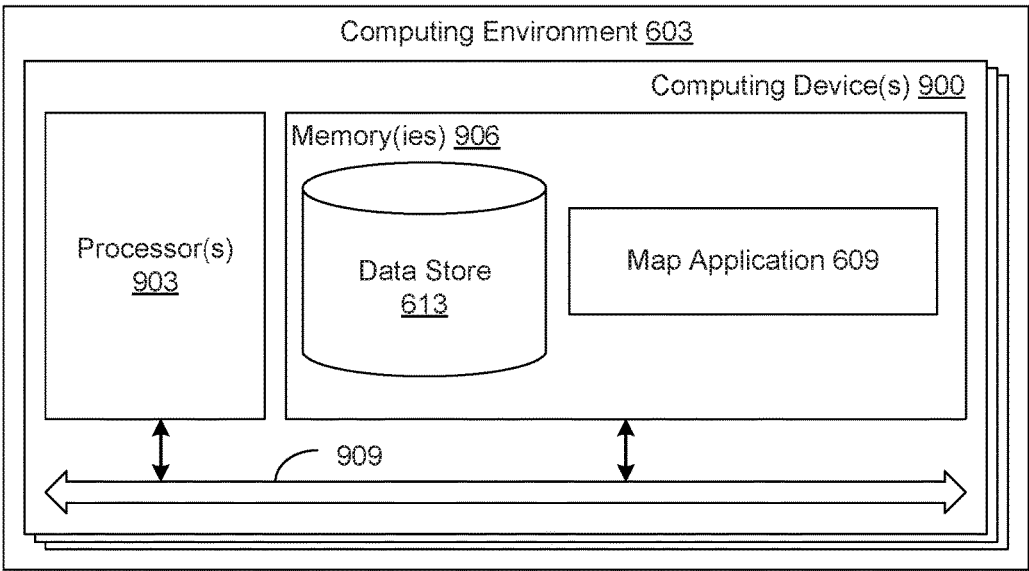 Computing Environment 603
Computing Device(s) 900
Memory(ies) 906
Processor(s)
903
Data Store
613
Map Application 609
909